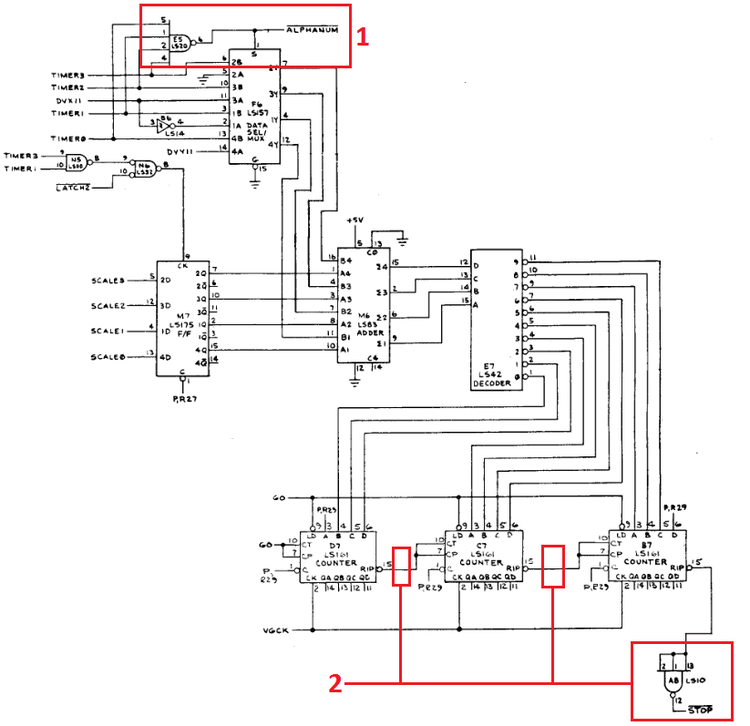 1
5
1
2
4
E5
LS20
6
ALPHANUM
1
S
TIMER3
6
2B
2Y
7
5
2A
TIMER2
10
3B
3Y
9
DVX11
11
3A
F6
LS157
TIMER1
3
1B
1Y
4
3
B6
4
LS14
2
1A
DATA
SEL/
MUX
TIMER0
13
4B
4Y
12
DVY11
14
4A
G
15
TIMER3
9
TIMER1
10
N5
LS10
8
9
10
N6
LS32
8
LATCH2
+5V
5
13
C0
9
CK
16
B4
Σ4
15
12
D
9
11
SCALE3
5
2D
2Q
7
1
A4
2Q
6
4
B3
13
C
8
10
SCALE2
12
3D
3Q
10
3
A3
Σ3
2
14
B
7
9
3Q
11
7
B2
15
A
6
7
M7
LS175
F/F
M6
LS83
ADDER
SCALE1
4
1D
1Q
2
8
A2
Σ2
6
5
6
1Q
3
11
B1
4
5
SCALE0
13
4D
4Q
15
10
A1
Σ1
9
3
4
4Q
14
C4
2
3
C
1
12
14
E7
LS42
DECODER
1
2
0
1
P,R27
GO
P,R29
P,R29
9
3
4
5
6
LD
A
B
C
D
GO
10
CT
7
CP
D7
LS161
COUNTER
C
1
RIP
15
P,
R29
CK
QA
QB
QC
QD
2
14
13
12
11
9
3
4
5
6
LD
A
B
C
D
10
CT
7
CP
C7
LS161
COUNTER
C
1
RIP
15
P,R29
CK
QA
QB
QC
QD
2
14
13
12
11
9
3
4
5
6
LD
A
B
C
D
10
CT
7
CP
B7
LS161
COUNTER
C
1
RIP
15
P,R29
CK
QA
QB
QC
QD
2
14
13
12
11
VGCK
2
2
1
13
A8
LS10
12
STOP